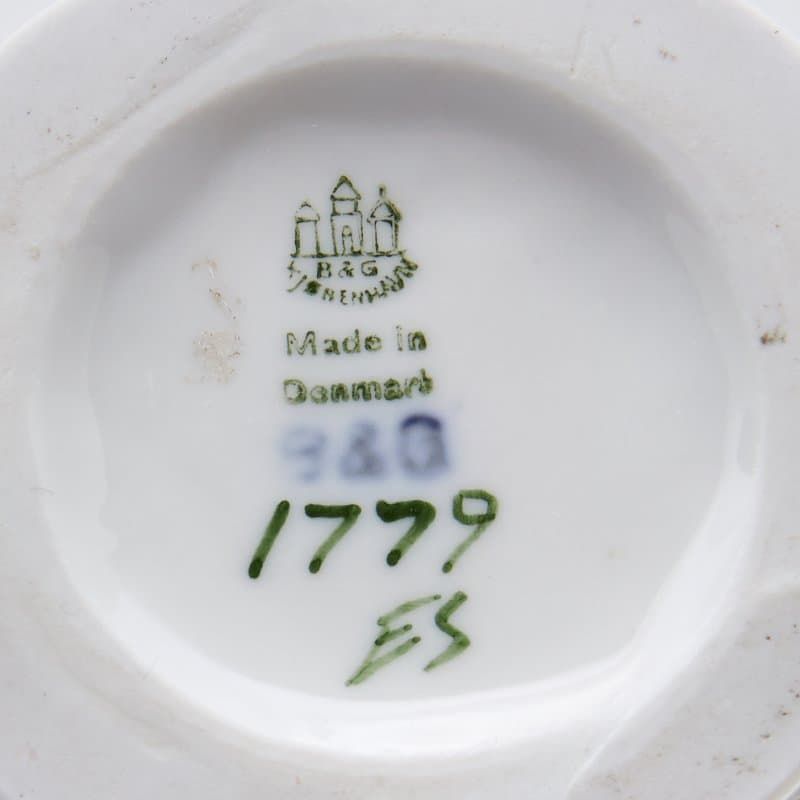 B & G
KJØBENHAVN
Made in
Denmark
B&G
1779
ES